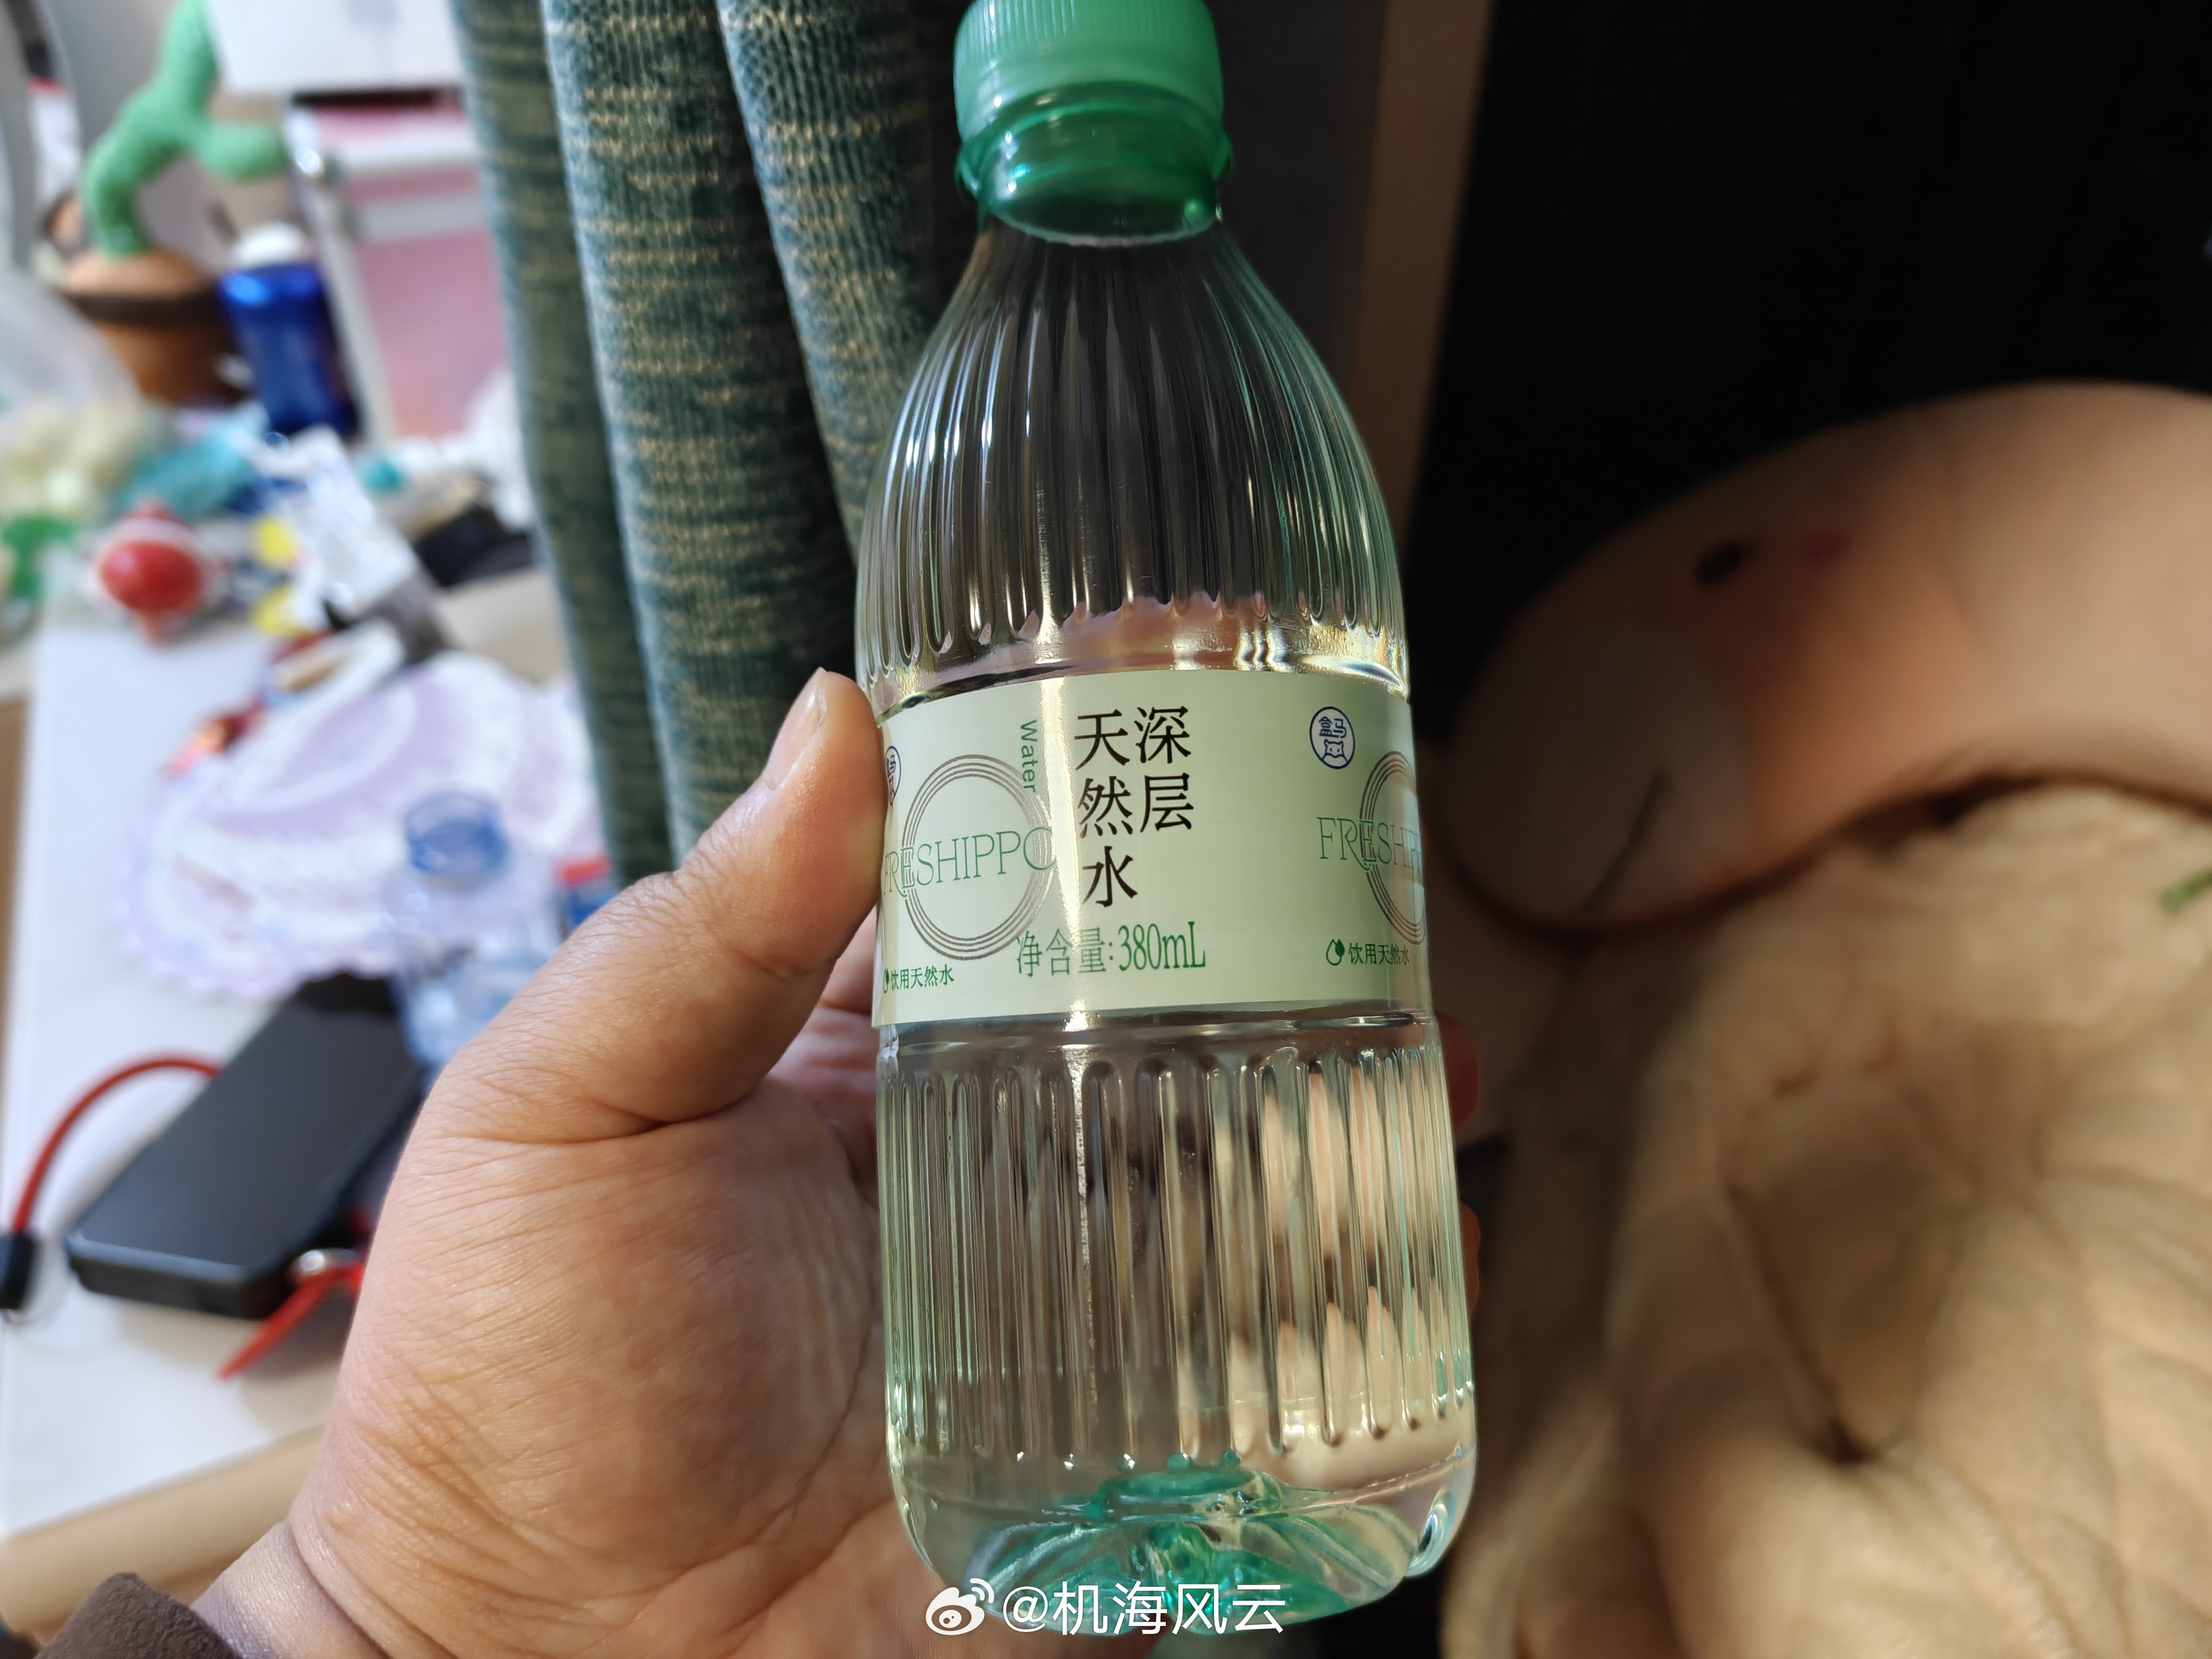 深层
天然水
Water
FRESHIPPO
净含量:380mL
饮用天然水
盒马
FRESHIPP
饮用天然水
@机海风云